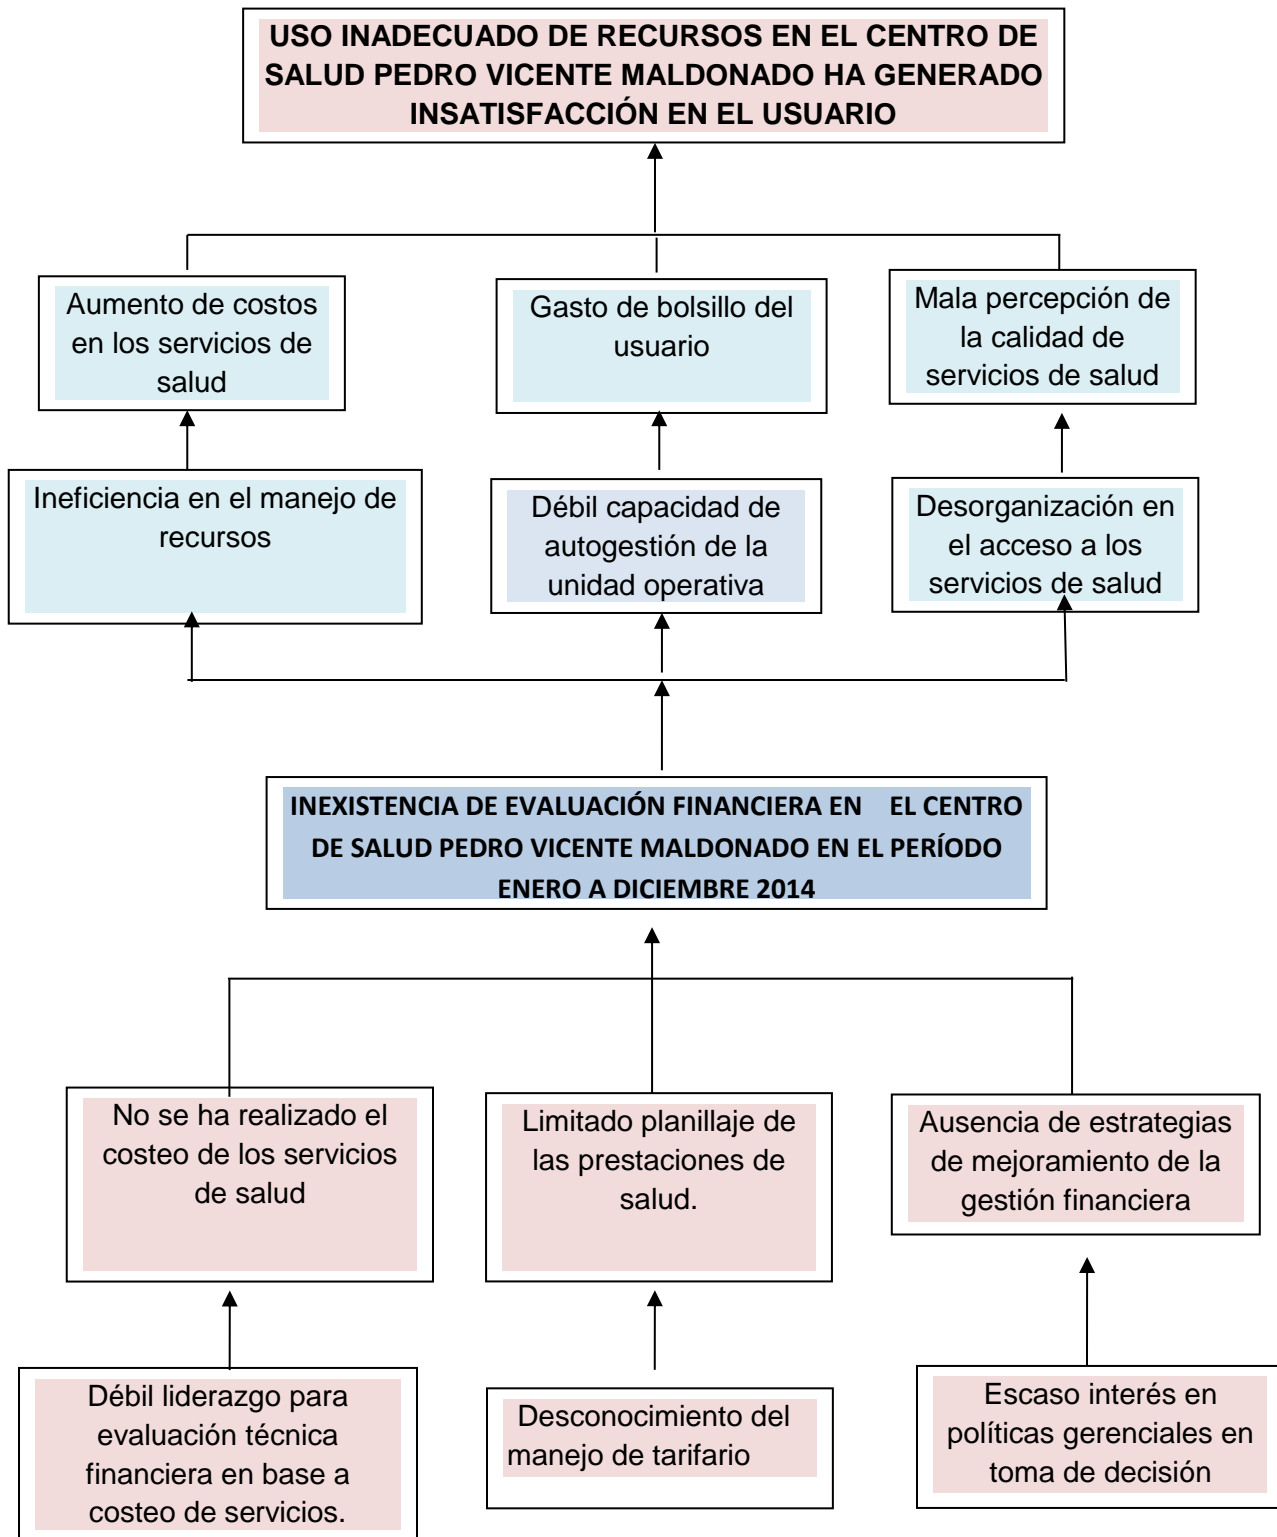 USO INADECUADO DE RECURSOS EN EL CENTRO DE
SALUD PEDRO VICENTE MALDONADO HA GENERADO
INSATISFACCIÓN EN EL USUARIO
Aumento de costos
en los servicios de
salud
Gasto de bolsillo del
usuario
Mala percepción de
la calidad de
servicios de salud
Ineficiencia en el manejo de
recursos
Débil capacidad de
autogestión de la
unidad operativa
Desorganización en
el acceso a los
servicios de salud
INEXISTENCIA DE EVALUACIÓN FINANCIERA EN EL CENTRO
DE SALUD PEDRO VICENTE MALDONADO EN EL PERÍODO
ENERO A DICIEMBRE 2014
No se ha realizado el
costeo de los servicios
de salud
Limitado planillaje de
las prestaciones de
salud.
Ausencia de estrategias
de mejoramiento de la
gestión financiera
Débil liderazgo para
evaluación técnica
financiera en base a
costeo de servicios.
Desconocimiento del
manejo de tarifario
Escaso interés en
políticas gerenciales en
toma de decisión